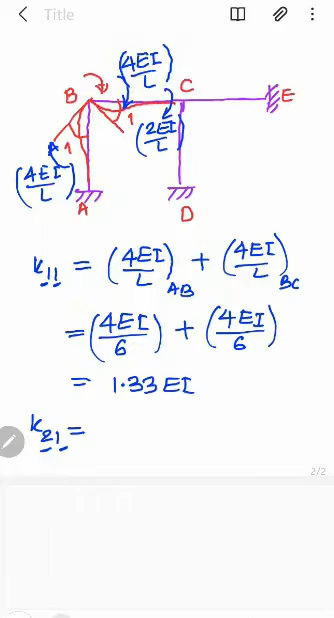 Title
(4EI/L)
B
C
E
1
1
(2EI/L)
(4EI/L)
A
D
k11 = (4EI/L)AB + (4EI/L)BC
= (4EI/6) + (4EI/6)
= 1.33 EI
k21 =
2/2